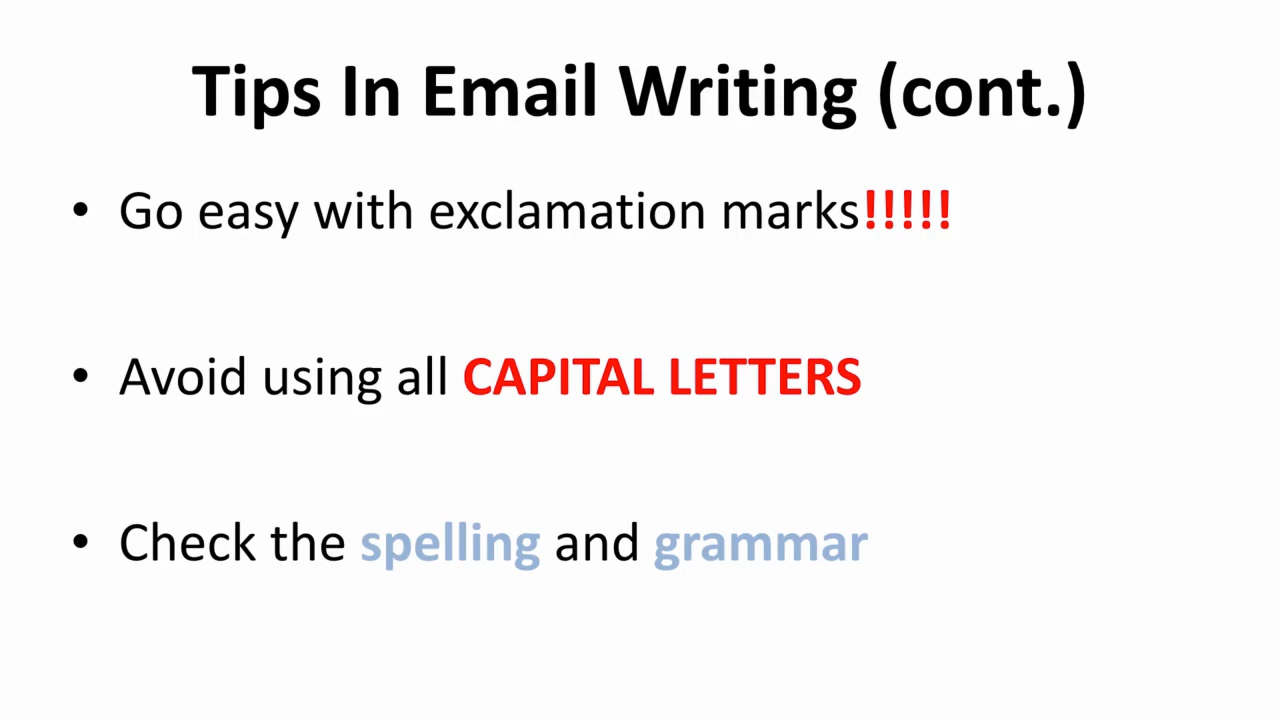 Tips In Email Writing (cont.)
• Go easy with exclamation marks!!!!!
• Avoid using all CAPITAL LETTERS
• Check the spelling and grammar